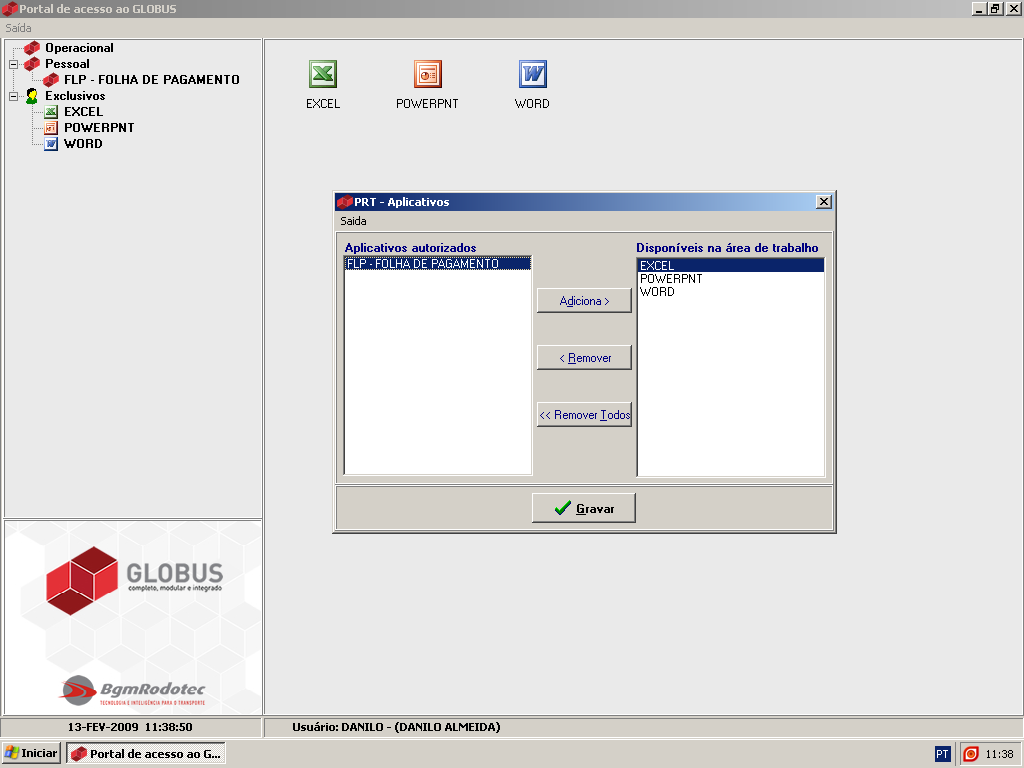 Portal de acesso ao GLOBUS
Saída
Operacional
Pessoal
FLP - FOLHA DE PAGAMENTO
Exclusivos
EXCEL
POWERPNT
WORD
EXCEL
POWERPNT
WORD
PRT - Aplicativos
Saida
Aplicativos autorizados
FLP - FOLHA DE PAGAMENTO
Adiciona >
< Remover
<< Remover Todos
Disponíveis na área de trabalho
EXCEL
POWERPNT
WORD
Gravar
GLOBUS
completo, modular e integrado
BgmRodotec
TECNOLOGIA E INTELIGÊNCIA PARA O TRANSPORTE
13-FEV-2009 11:38:50
Usuário: DANILO - (DANILO ALMEIDA)
Iniciar
Portal de acesso ao G...
PT
11:38